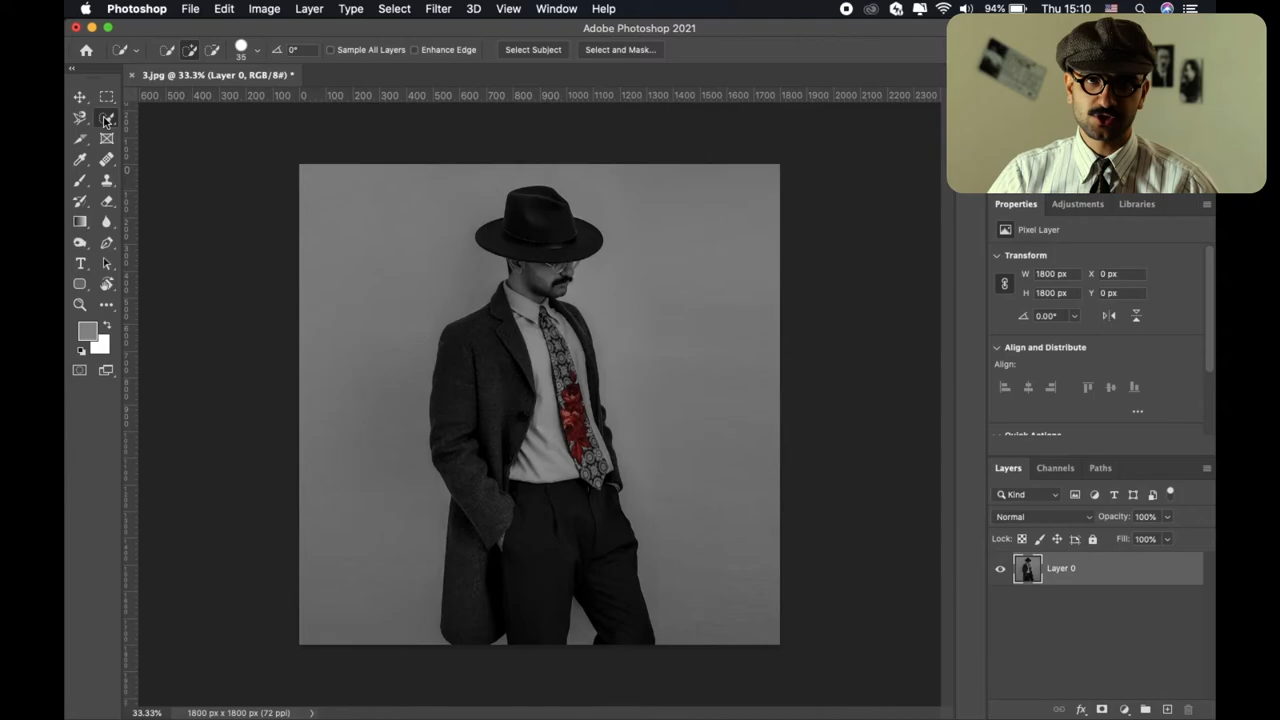 Photoshop File Edit Image Layer Type Select Filter 3D View Window Help 94% Thu 15:10
Adobe Photoshop 2021
35 0° Sample All Layers Enhance Edge Select Subject Select and Mask...
3.jpg @ 33.3% (Layer 0, RGB/8#) *
600 500 400 300 200 100 0 100 200 300 400 500 600 700 800 900 1000 1100 1200 1300 1400 1500 1600 1700 1800 1900 2000 2100 2200 2300
Properties Adjustments Libraries
Pixel Layer
Transform
W 1800 px X 0 px
H 1800 px Y 0 px
0.00°
Align and Distribute
Align:
Quick Actions
Layers Channels Paths
Kind
Normal Opacity: 100%
Lock: Fill: 100%
Layer 0
33.33% 1800 px x 1800 px (72 ppi)